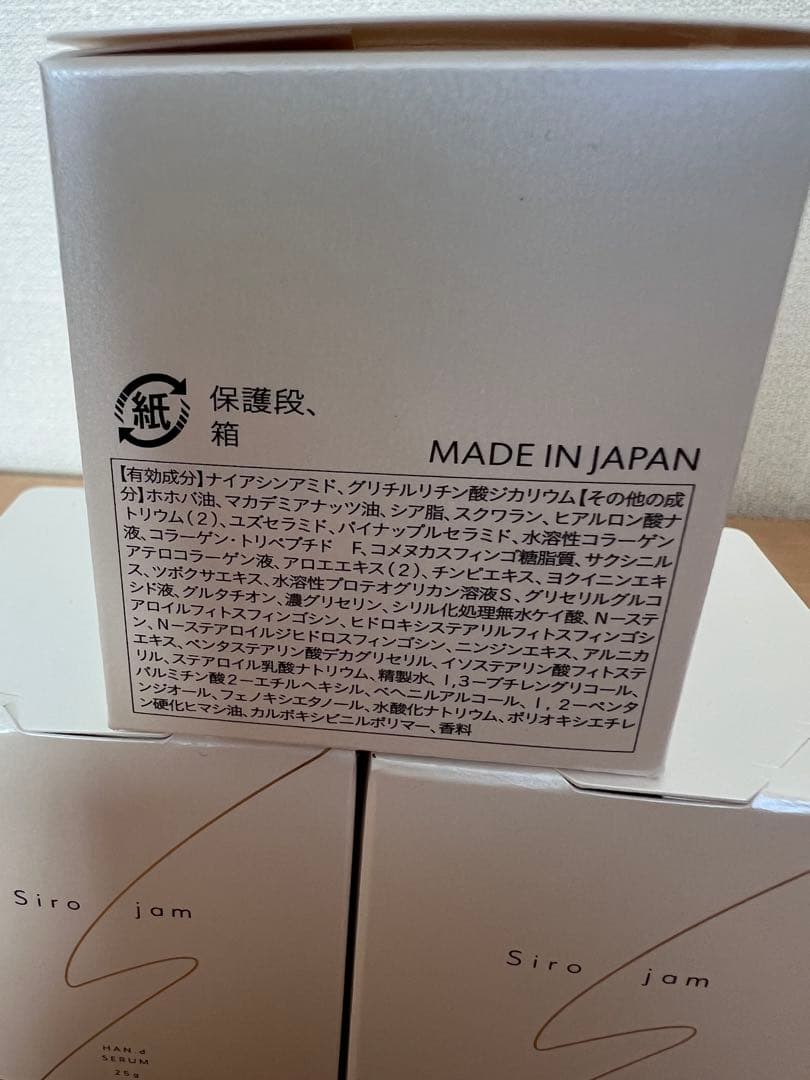 紙
保護段、
箱
MADE IN JAPAN
【有効成分】ナイアシンアミド、グリチルリチン酸ジカリウム【その他の成
分】ホホバ油、マカデミアナッツ油、シア脂、スクワラン、ヒアルロン酸ナ
トリウム(2)、ユズセラミド、パイナップルセラミド、水溶性コラーゲン
液、コラーゲン・トリペプチド F、コメヌカスフィンゴ糖脂質、サクシニル
アテロコラーゲン液、アロエエキス(2)、チンピエキス、ヨクイニンエキ
ス、ツボクサエキス、水溶性プロテオグリカン溶液S、グリセリルグルコ
シド液、グルタチオン、濃グリセリン、シリル化処理無水ケイ酸、N－ステ
アロイルフィトスフィンゴシン、ヒドロキシステアリルフィトスフィンゴシ
ン、N－ステアロイルジヒドロスフィンゴシン、ニンジンエキス、アルニカ
エキス、ペンタステアリン酸デカグリセリル、イソステアリン酸フィトステ
リル、ステアロイル乳酸ナトリウム、精製水、1,3－ブチレングリコール、
パルミチン酸2－エチルヘキシル、ベヘニルアルコール、1，2－ペンタ
ンジオール、フェノキシエタノール、水酸化ナトリウム、ポリオキシエチレ
ン硬化ヒマシ油、カルボキシビニルポリマー、香料
Siro jam
HAN.d
SERUM
25g
Siro jam